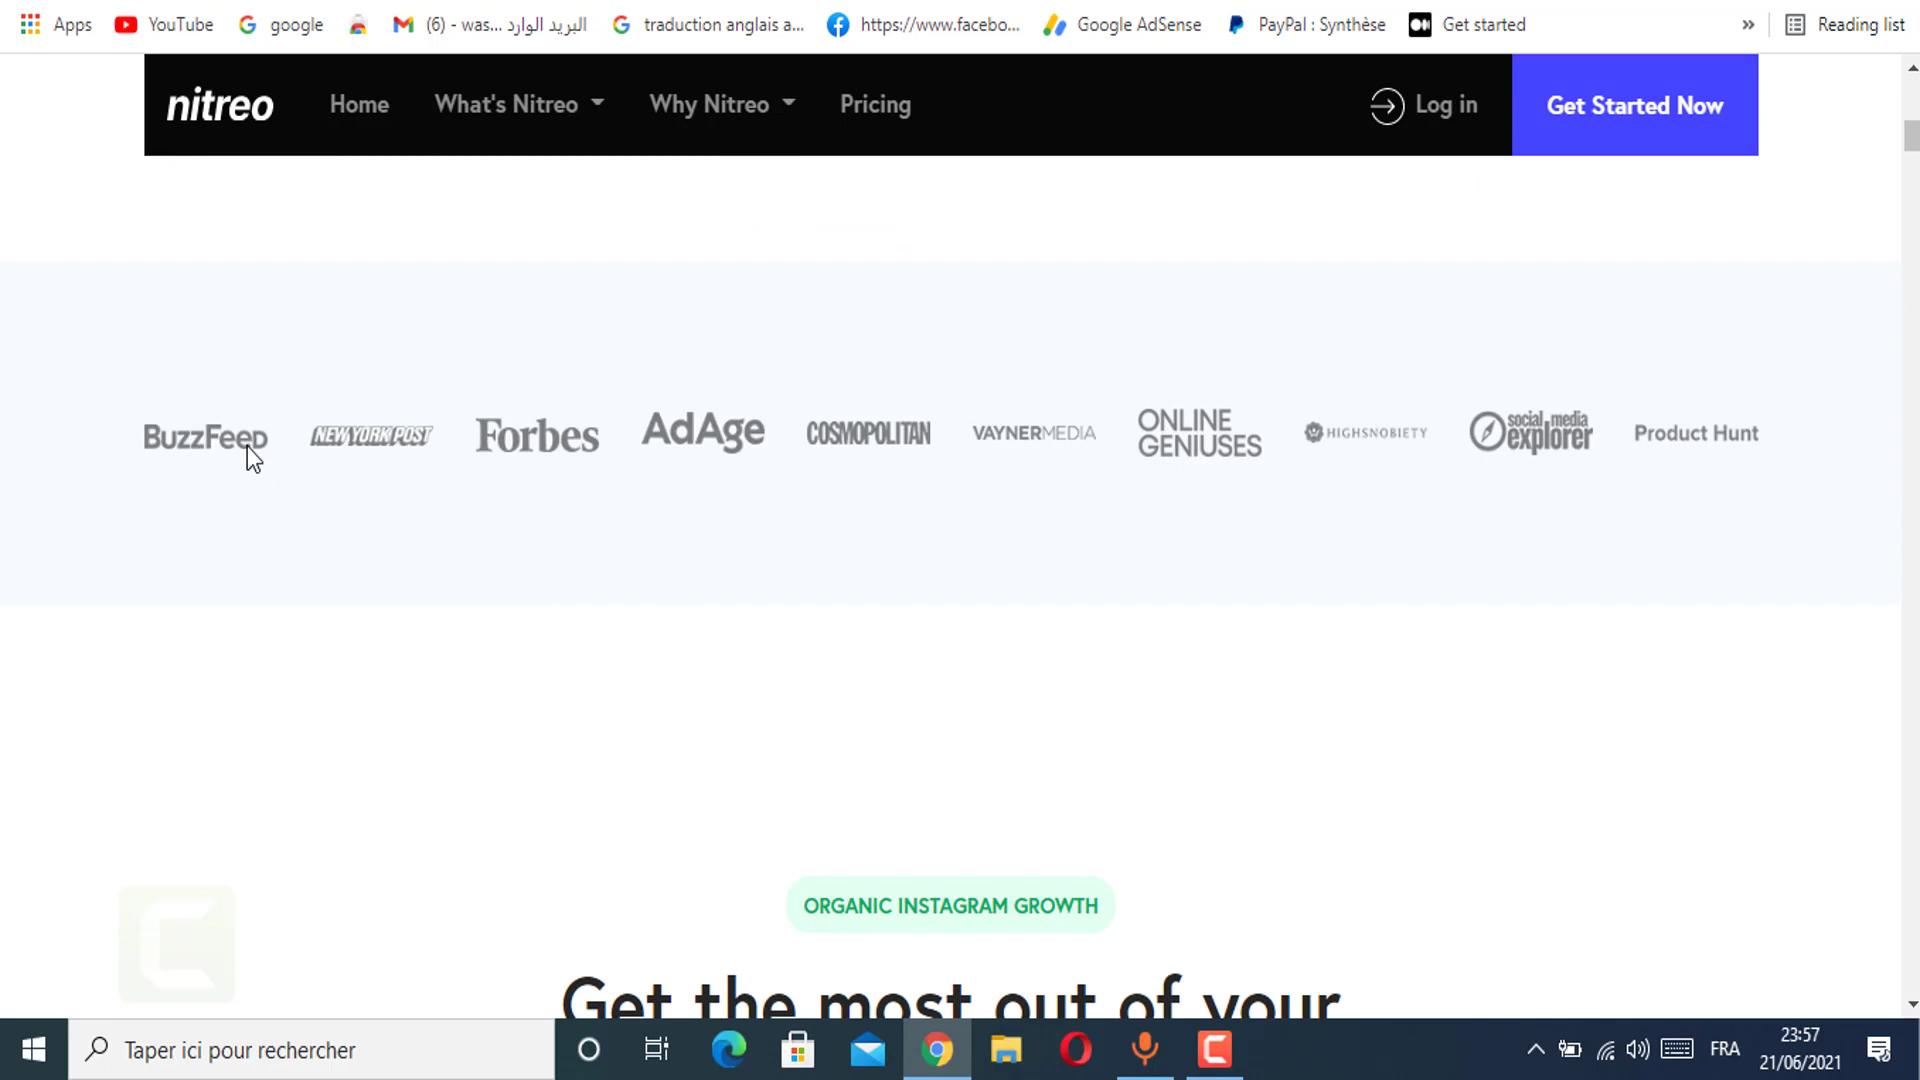 Apps YouTube google (6) - was... البريد الوارد traduction anglais a... https://www.facebo... Google AdSense PayPal : Synthèse Get started » Reading list
nitreo Home What's Nitreo Why Nitreo Pricing Log in Get Started Now
BuzzFeed NEW YORK POST Forbes AdAge COSMOPOLITAN VAYNERMEDIA ONLINE GENIUSES HIGHSNOBIETY social media explorer Product Hunt
ORGANIC INSTAGRAM GROWTH
Get the most out of your
Taper ici pour rechercher FRA 23:57
21/06/2021